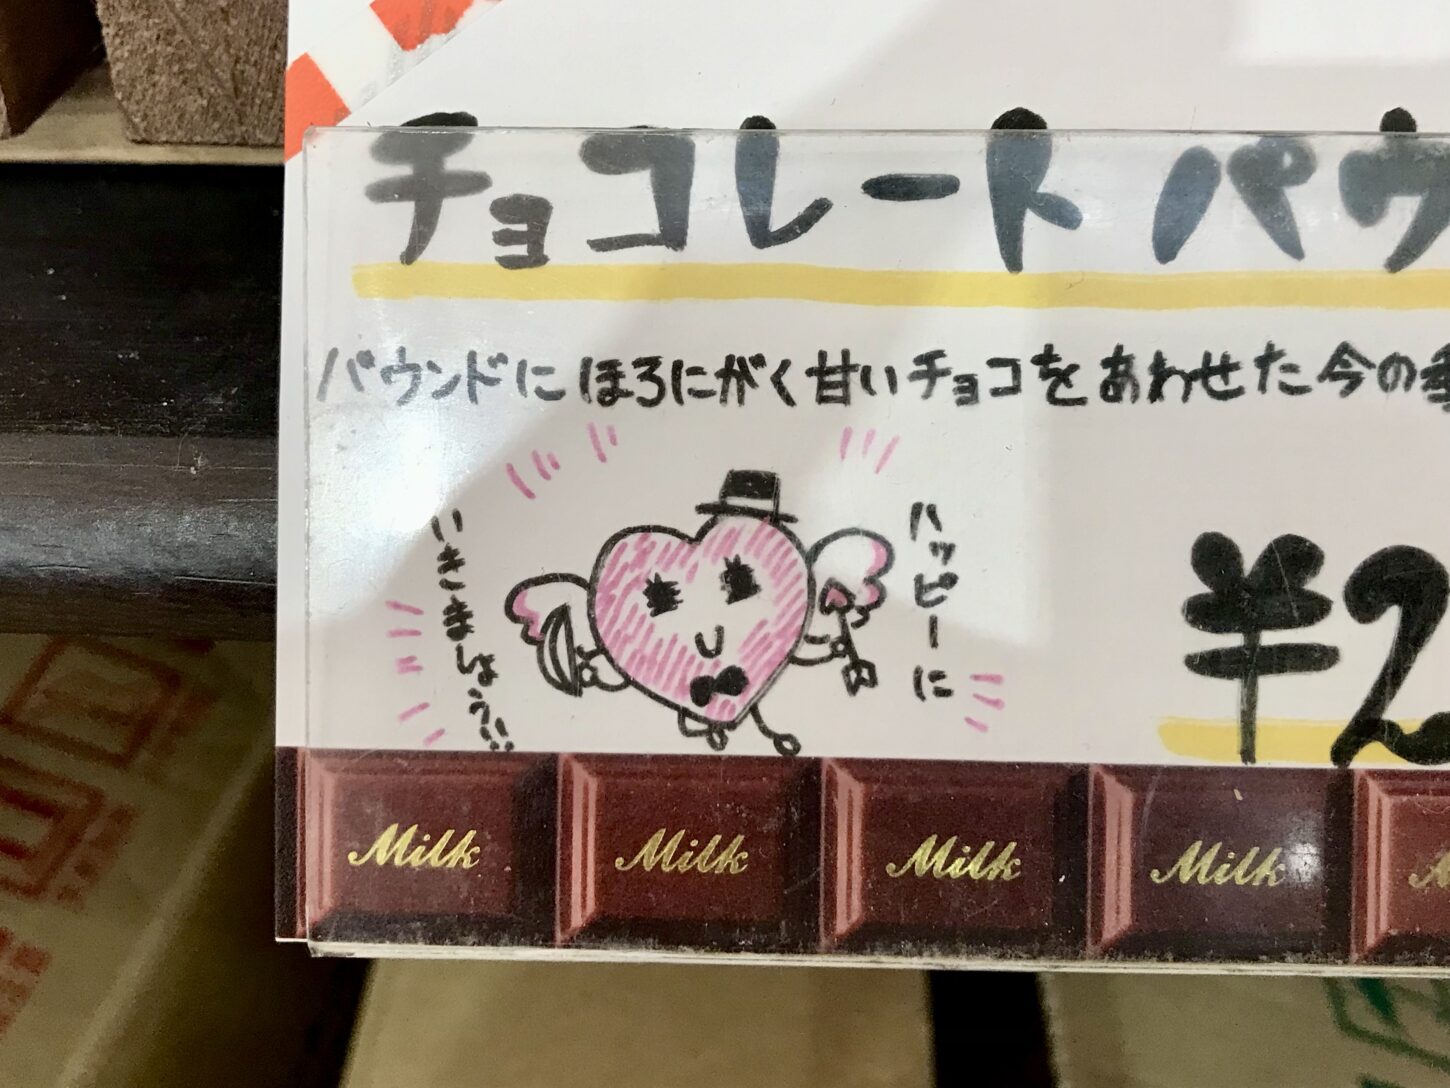 チョコレートパウ
パウンドにほろにがく甘いチョコをあわせた今の季
ハッピーに
いきましょう!!
¥2
Milk Milk Milk Milk